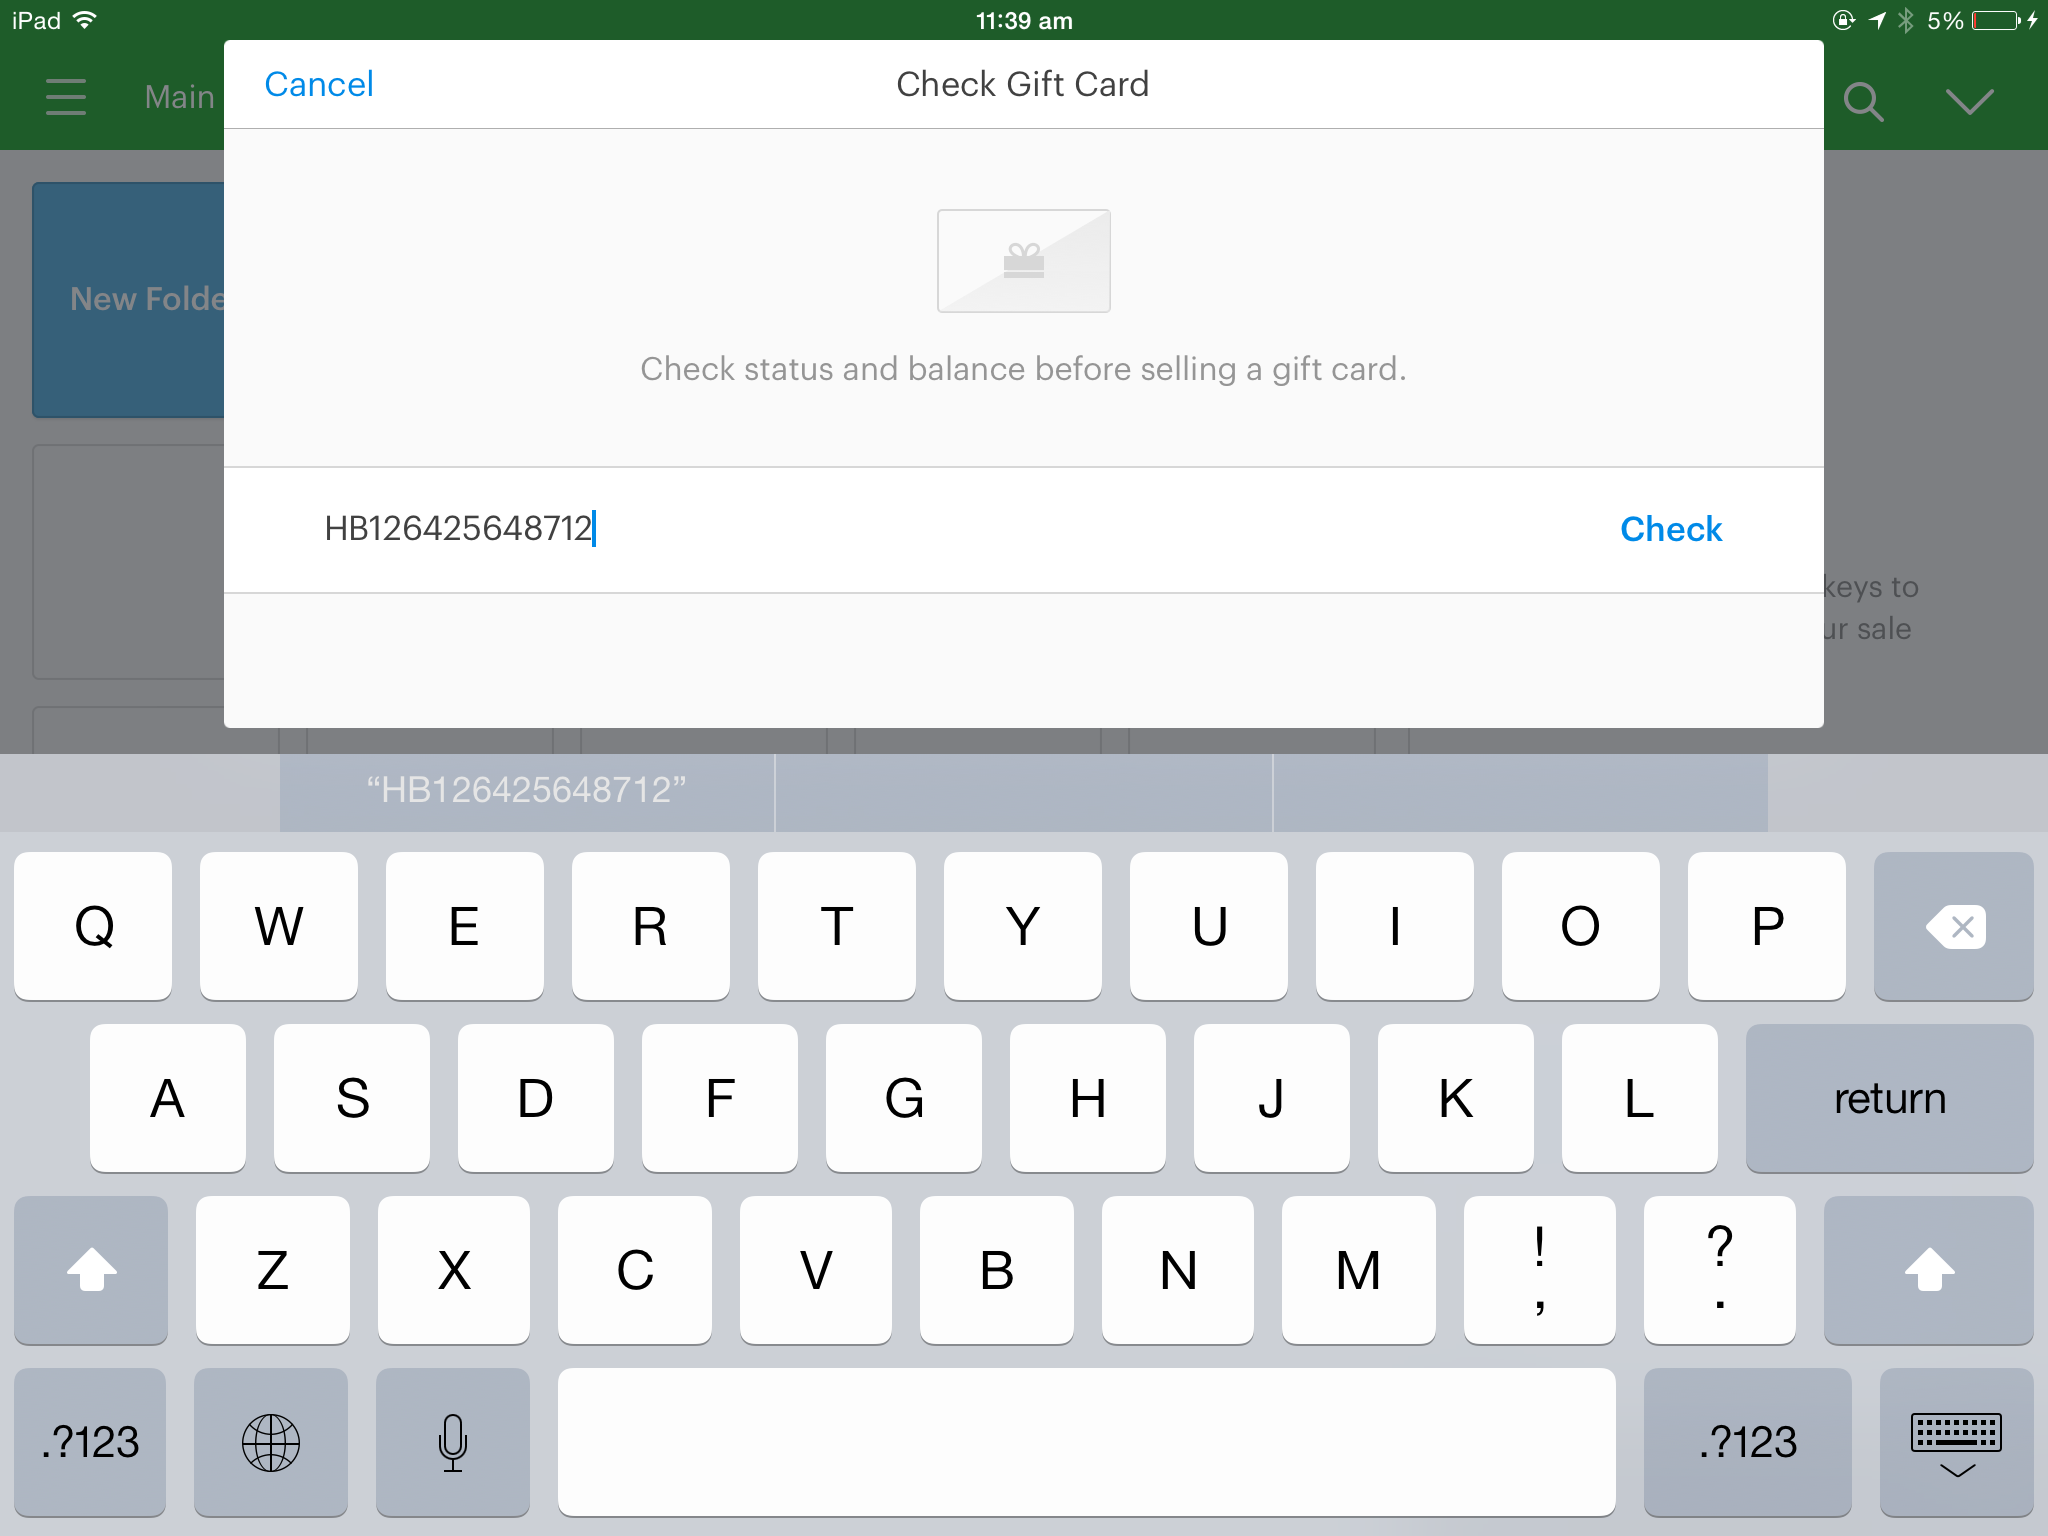 iPad
11:39 am
5%
Main
Cancel
Check Gift Card
New Folde
Check status and balance before selling a gift card.
HB126425648712
Check
keys to
ur sale
“HB126425648712”
Q W E R T Y U I O P
A S D F G H J K L return
Z X C V B N M ! , ? .
.?123 .?123